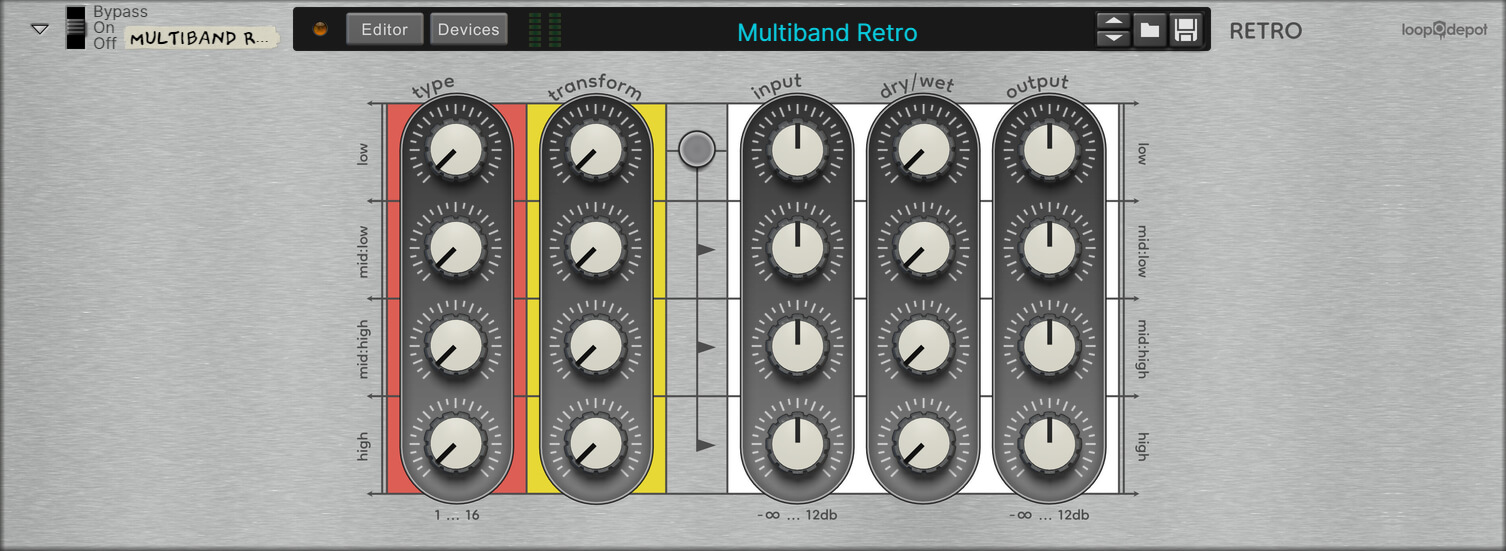 Bypass
On
Off
MULTIBAND R...
Editor
Devices
Multiband Retro
RETRO
loopdepot
type
transform
input
dry/wet
output
low
low
mid:low
mid:low
mid:high
mid:high
high
high
1 ... 16
-∞ ... 12db
-∞ ... 12db